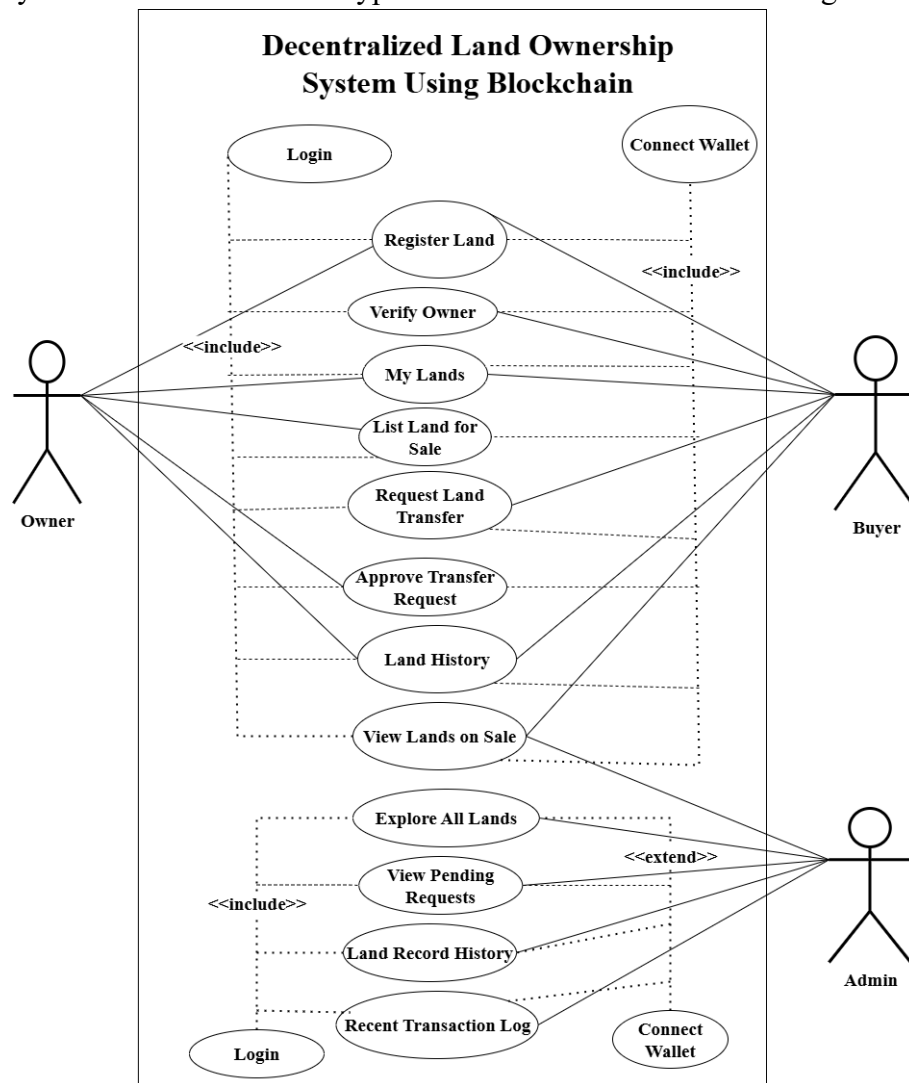 Decentralized Land Ownership
System Using Blockchain
Login
Connect Wallet
Register Land
<<include>>
Verify Owner
<<include>>
My Lands
List Land for
Sale
Request Land
Transfer
Owner
Buyer
Approve Transfer
Request
Land History
View Lands on Sale
Explore All Lands
<<extend>>
View Pending
Requests
<<include>>
Land Record History
Admin
Recent Transaction Log
Connect
Wallet
Login